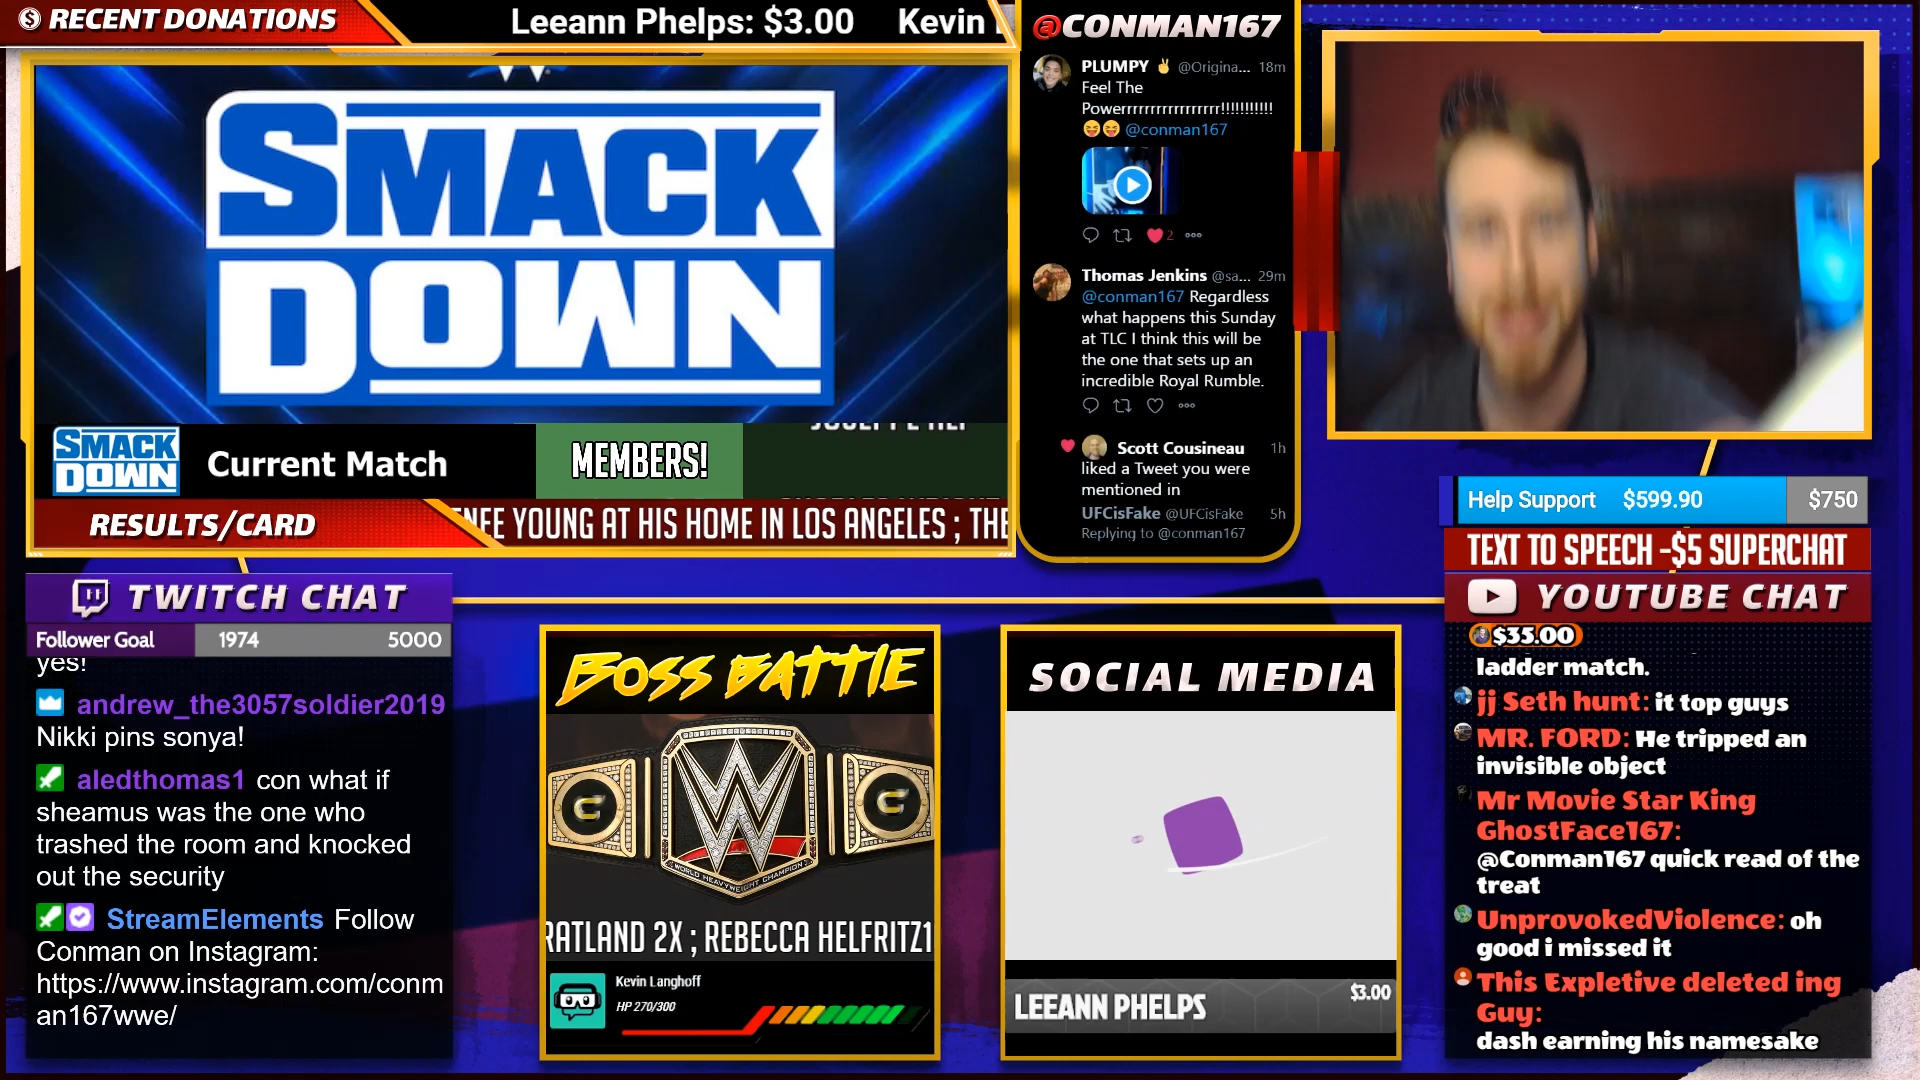 RECENT DONATIONS
Leeann Phelps: $3.00 Kevin
@CONMAN167
PLUMPY @Origina... 18m
Feel The
Powerrrrrrrrrrrrrrrrr!!!!!!!!!!!
@conman167
2
Thomas Jenkins @sa... 29m
@conman167 Regardless
what happens this Sunday
at TLC I think this will be
the one that sets up an
incredible Royal Rumble.
Scott Cousineau 1h
liked a Tweet you were
mentioned in
UFCisFake @UFCisFake 5h
Replying to @conman167
SMACK
DOWN
SMACK
DOWN
Current Match
MEMBERS!
RESULTS/CARD
YOUNG AT HIS HOME IN LOS ANGELES ; THE
Help Support $599.90 $750
TEXT TO SPEECH -$5 SUPERCHAT
YOUTUBE CHAT
$35.00
ladder match.
jj Seth hunt: it top guys
MR. FORD: He tripped an
invisible object
Mr Movie Star King
GhostFace167:
@Conman167 quick read of the
treat
UnprovokedViolence: oh
good i missed it
This Expletive deleted ing
Guy:
dash earning his namesake
TWITCH CHAT
Follower Goal 1974 5000
yes!
andrew_the3057soldier2019
Nikki pins sonya!
aledthomas1 con what if
sheamus was the one who
trashed the room and knocked
out the security
StreamElements Follow
Conman on Instagram:
https://www.instagram.com/conm
an167wwe/
BOSS BATTLE
WORLD HEAVYWEIGHT CHAMPION
RATLAND 2X ; REBECCA HELFRITZ1
Kevin Langhoff
HP 270/300
SOCIAL MEDIA
LEEANN PHELPS $3.00